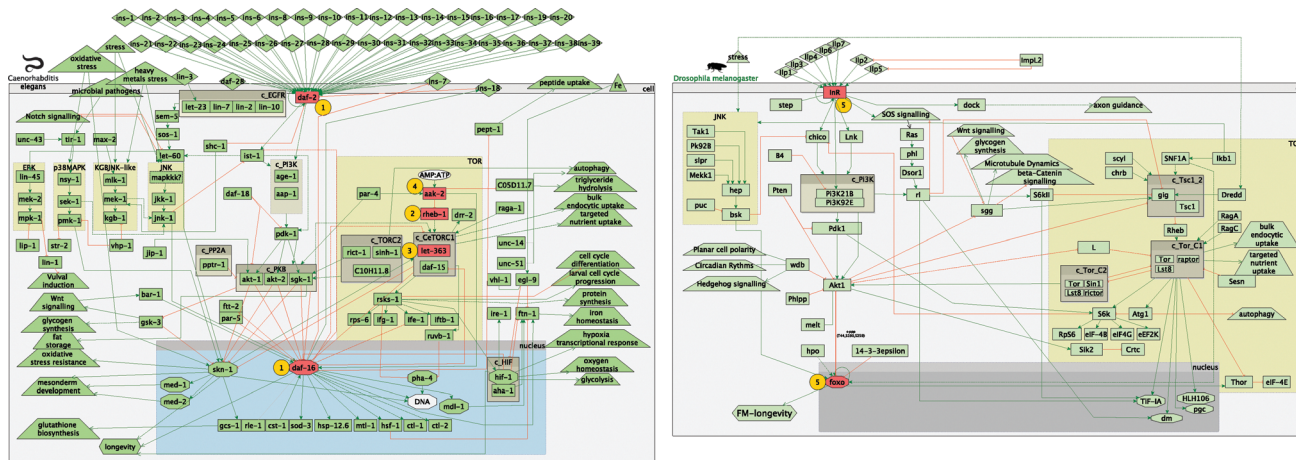 ins-1 ins-2 ins-3 ins-4 ins-5 ins-6 ins-8 ins-9 ins-10 ins-11 ins-12 ins-13 ins-14 ins-15 ins-16 ins-17 ins-19 ins-20
ins-21 ins-22 ins-23 ins-24 ins-25 ins-26 ins-27 ins-28 ins-29 ins-30 ins-31 ins-32 ins-33 ins-34 ins-35 ins-36 ins-37 ins-38 ins-39
stress
oxidative
stress
heavy
metals stress
lin-3
daf-28
ins-7
ins-18
peptide uptake
Fe
Caenorhabditis
elegans
microbial pathogens
cell
c_EGFR
let-23 lin-7 lin-2 lin-10
daf-2
1
Notch signalling
sem-5
sos-1
unc-43
tir-1
max-2
let-60
shc-1
ist-1
pept-1
ERK
p38MAPK
KGBJNK-like
JNK
TOR
lin-45
nsy-1
mlk-1
mapkkk?
mek-2
sek-1
mek-1
jkk-1
mpk-1
pmk-1
kgb-1
jnk-1
c_PI3K
age-1
aap-1
daf-18
par-4
AMP:ATP
4
aak-2
C05D11.7
2
rheb-1
raga-1
drr-2
autophagy
triglyceride
hydrolysis
bulk
endocytic uptake
targeted
nutrient uptake
lip-1
str-2
vhp-1
jip-1
lin-1
pdk-1
c_PP2A
pptr-1
c_PKB
akt-1 akt-2 sgk-1
c_TORC2
rict-1 sinh-1
C10H11.8
c_CeTORC1
3
let-363
daf-15
unc-14
unc-51
vhl-1
egl-9
cell cycle
differentiation
larval cell cycle
progression
protein
synthesis
iron
homeostasis
hypoxia
transcriptional response
oxygen
homeostasis
glycolysis
Vulval
induction
Wnt
signalling
glycogen
synthesis
fat
storage
oxidative
stress resistance
mesonderm
development
glutathione
biosynthesis
bar-1
gsk-3
ftt-2
par-5
rsks-1
rps-6 ifg-1 ife-1 iftb-1
ruvb-1
ire-1
ftn-1
nucleus
skn-1
1
daf-16
med-1
med-2
pha-4
DNA
mdl-1
c_HIF
hif-1
aha-1
gcs-1 rle-1 cst-1 sod-3 hsp-12.6 mtl-1 hsf-1 ctl-1 ctl-2
longevity
stress
Drosophila melanogaster
Ilp7
Ilp6
Ilp4
Ilp3
Ilp1
Ilp2
Ilp5
ImpL2
InR
5
step
dock
axon guidance
SOS signalling
JNK
Tak1
Pk92B
slpr
Mekk1
hep
puc
bsk
chico
Lnk
Ras
phl
Dsor1
rl
B4
Pten
c_PI3K
PI3K21B
PI3K92E
Pdk1
Wnt signalling
glycogen
synthesis
Microtubule Dynamics
beta-Catenin
signalling
S6kII
sgg
scyl
chrb
SNF1A
Ikb1
c_Tsc1_2
gig
Tsc1
Dredd
Rheb
RagA
RagC
bulk
endocytic
uptake
targeted
nutrient
uptake
Sesn
L
c_Tor_C1
Tor raptor
Lst8
c_Tor_C2
Tor Sin1
Lst8 rictor
Planar cell polarity
Circadian Rythms
Hedgehog signalling
wdb
Akt1
Phlpp
melt
hpo
14-3-3epsilon
S6k
Atg1
autophagy
RpS6 eIF-4B eIF4G eEF2K
Sik2
Crtc
nucleus
5
foxo
Thor
eIF-4E
FM-longevity
TIF-IA
HLH106
pgc
dm